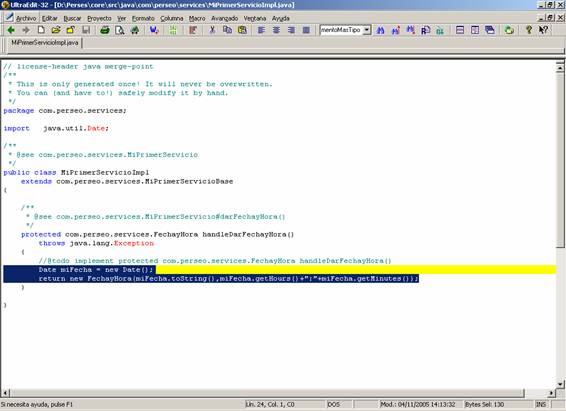 UltraEdit-32 - [D:\Perses\core\src\java\com\perseo\services\MiPrimerServicioImpl.java]
Archivo Editar Buscar Proyecto Ver Formato Columna Macro Avanzado Ventana Ayuda
mentoMasTipo
MiPrimerServicioImpl.java
// license-header java merge-point
/**
* This is only generated once! It will never be overwritten.
* You can (and have to!) safely modify it by hand.
*/
package com.perseo.services;
import java.util.Date;
/**
* @see com.perseo.services.MiPrimerServicio
*/
public class MiPrimerServicioImpl
extends com.perseo.services.MiPrimerServicioBase
{
/**
* @see com.perseo.services.MiPrimerServicio#darFechayHora()
*/
protected com.perseo.services.FechayHora handleDarFechayHora()
throws java.lang.Exception
{
//@todo implement protected com.perseo.services.FechayHora handleDarFechayHora()
Date miFecha = new Date();
return new FechayHora(miFecha.toString(),miFecha.getHours()+":"+miFecha.getMinutes());
}
}
Si necesita ayuda, pulse F1 Lín. 24, Col. 1, C0 DOS Mod.: 04/11/2005 14:13:32 Bytes Sel: 130 INS